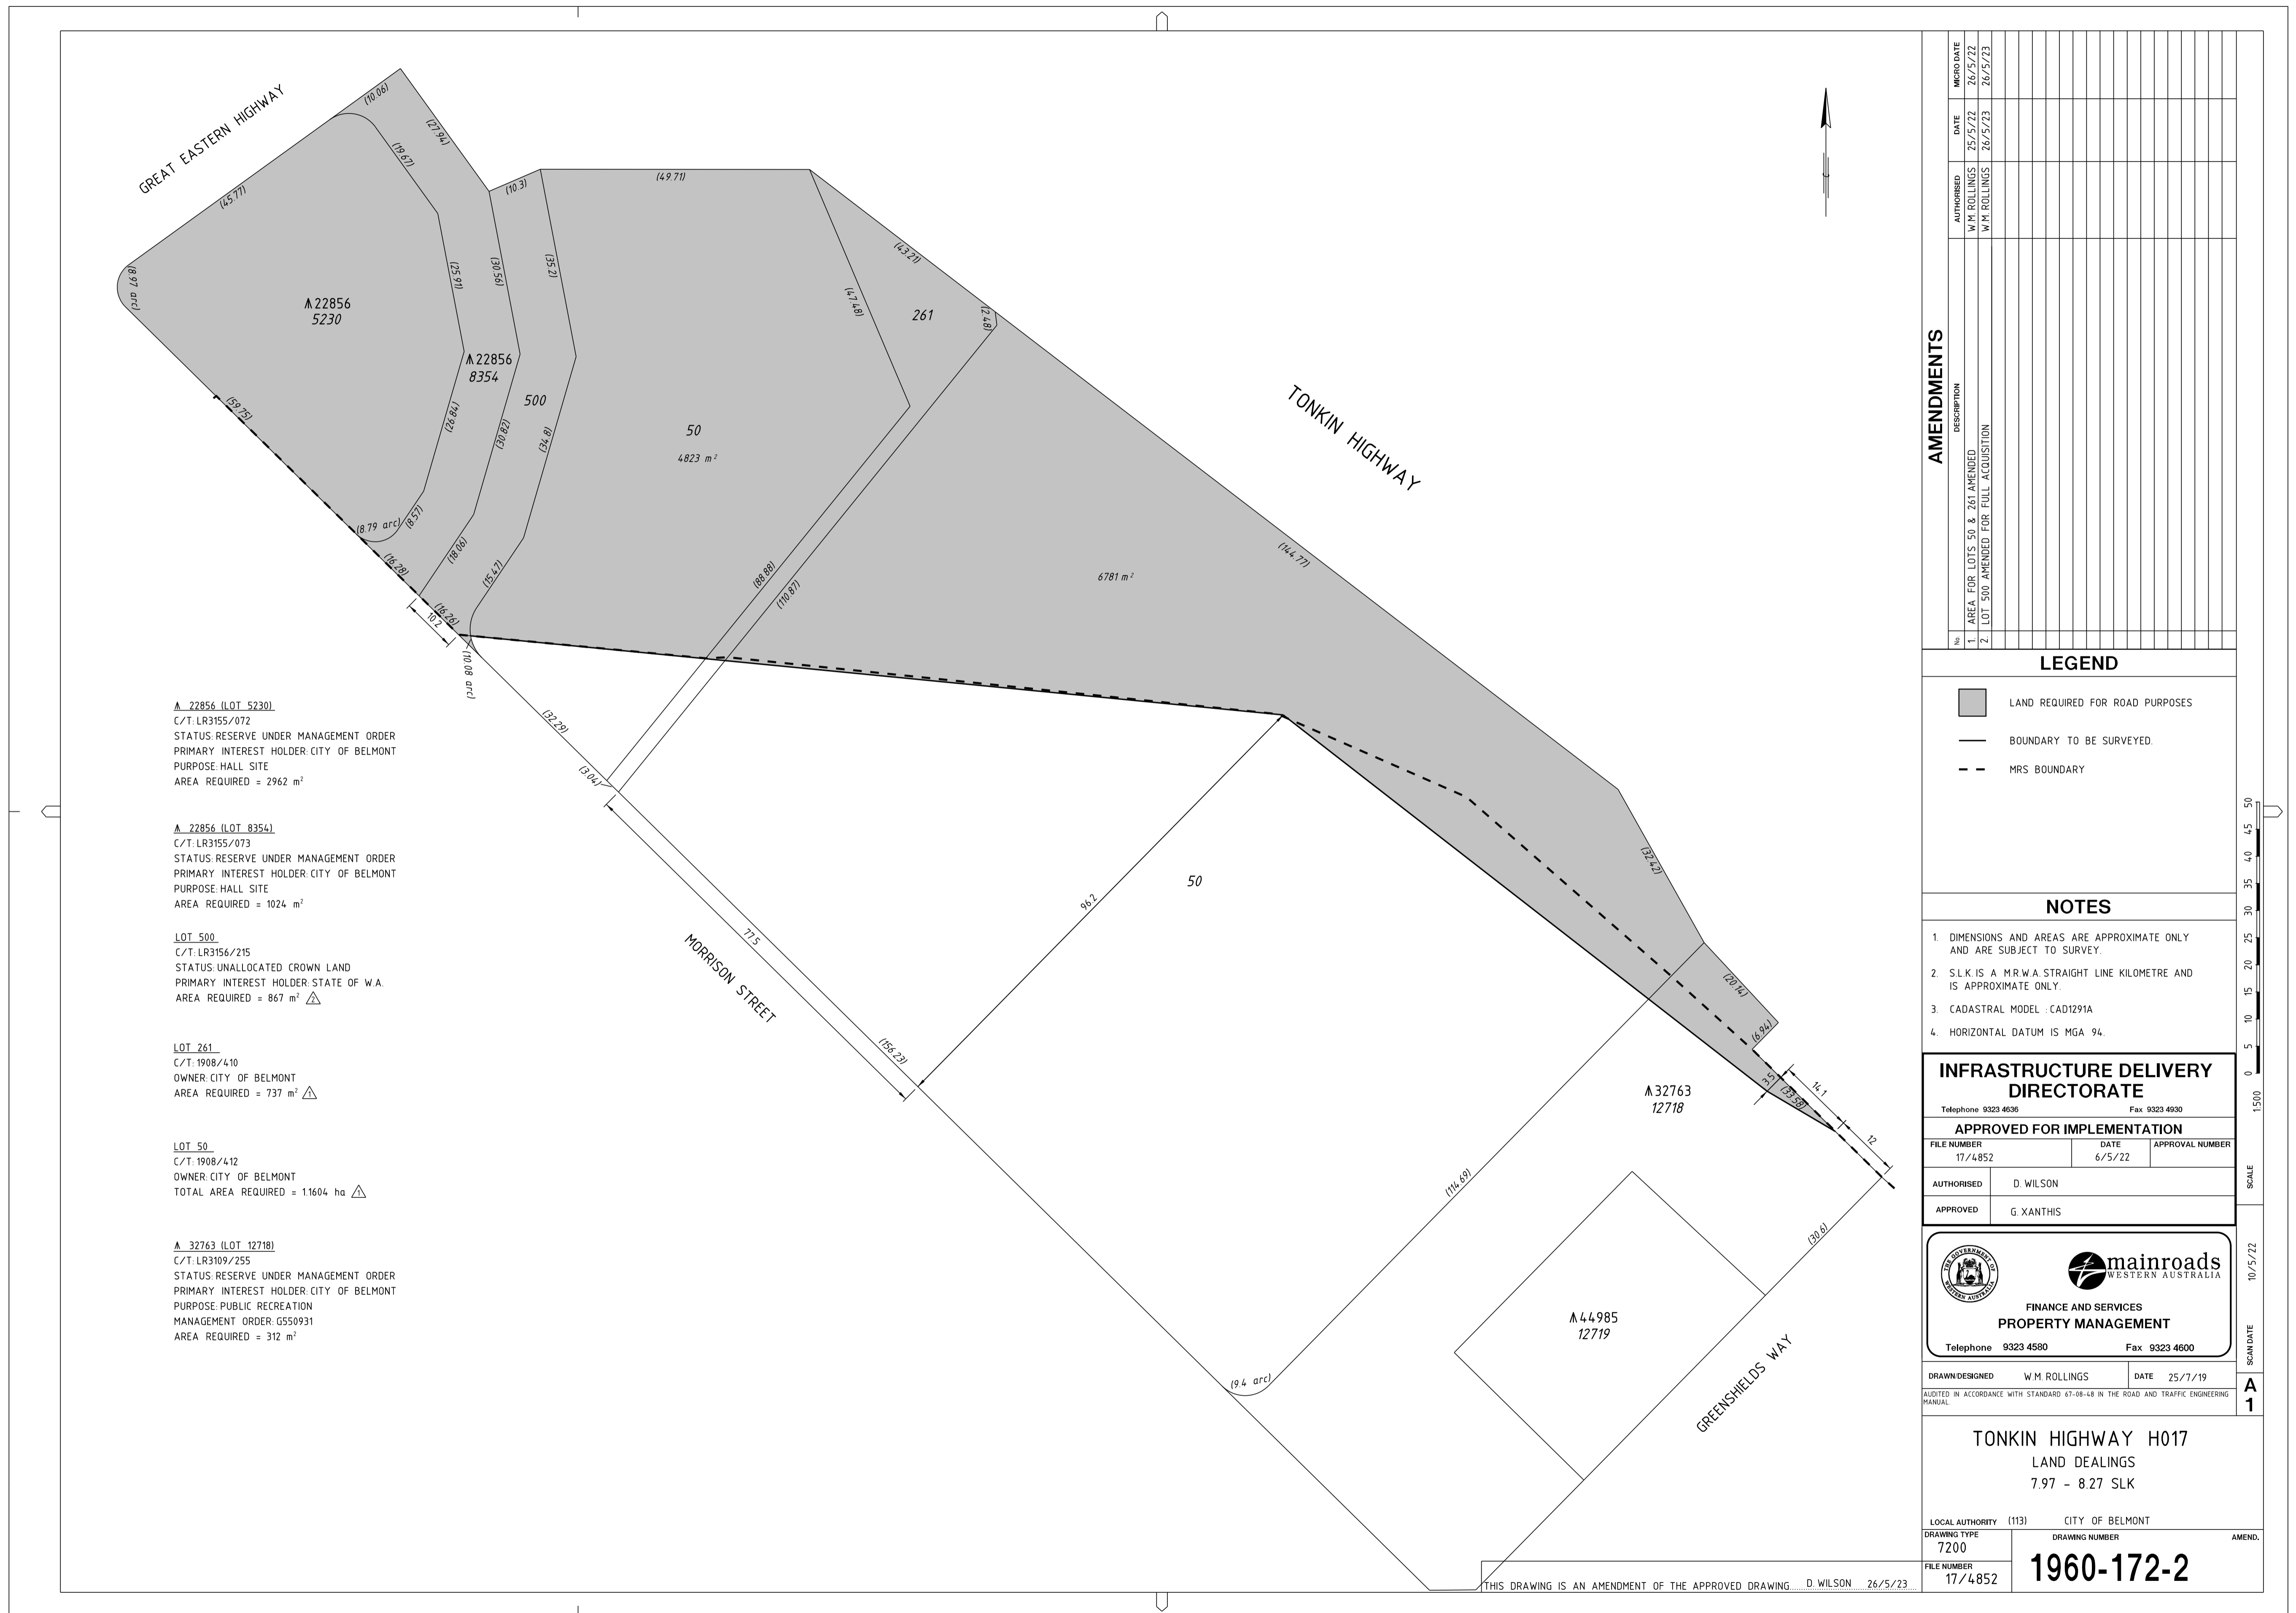 GREAT EASTERN HIGHWAY
(10.06)
(27.94)
(19.67)
(45.77)
(8.97 arc)
(10.3)
(49.71)
(25.91)
(30.56)
(35.2)
(43.21)
(47.48)
(2.48)
261
22856
5230
22856
8354
500
50
4823 m²
(59.75)
(26.84)
(30.82)
(34.8)
(8.79 arc)
(8.57)
(18.06)
(15.47)
(16.28)
(16.26)
10.2
(10.08 arc)
(88.88)
(110.87)
6781 m²
(144.77)
TONKIN HIGHWAY
(32.29)
(3.04)
77.5
MORRISON STREET
(156.23)
96.2
50
(32.42)
(20.14)
(6.94)
3.5
(33.58)
14.1
12
32763
12718
(114.69)
(30.6)
44985
12719
(9.4 arc)
GREENSHIELDS WAY
22856 (LOT 5230)
C/T: LR3155/072
STATUS: RESERVE UNDER MANAGEMENT ORDER
PRIMARY INTEREST HOLDER: CITY OF BELMONT
PURPOSE: HALL SITE
AREA REQUIRED = 2962 m²
22856 (LOT 8354)
C/T: LR3155/073
STATUS: RESERVE UNDER MANAGEMENT ORDER
PRIMARY INTEREST HOLDER: CITY OF BELMONT
PURPOSE: HALL SITE
AREA REQUIRED = 1024 m²
LOT 500
C/T: LR3156/215
STATUS: UNALLOCATED CROWN LAND
PRIMARY INTEREST HOLDER: STATE OF W.A.
AREA REQUIRED = 867 m² 2
LOT 261
C/T: 1908/410
OWNER: CITY OF BELMONT
AREA REQUIRED = 737 m² 1
LOT 50
C/T: 1908/412
OWNER: CITY OF BELMONT
TOTAL AREA REQUIRED = 1.1604 ha 1
32763 (LOT 12718)
C/T: LR3109/255
STATUS: RESERVE UNDER MANAGEMENT ORDER
PRIMARY INTEREST HOLDER: CITY OF BELMONT
PURPOSE: PUBLIC RECREATION
MANAGEMENT ORDER: G550931
AREA REQUIRED = 312 m²
AMENDMENTS
No DESCRIPTION AUTHORISED DATE MICRO DATE
1. AREA FOR LOTS 50 & 261 AMENDED W.M. ROLLINGS 25/5/22 26/5/22
2. LOT 500 AMENDED FOR FULL ACQUISITION W.M. ROLLINGS 26/5/23 26/5/23
LEGEND
LAND REQUIRED FOR ROAD PURPOSES
BOUNDARY TO BE SURVEYED.
MRS BOUNDARY
NOTES
1. DIMENSIONS AND AREAS ARE APPROXIMATE ONLY
AND ARE SUBJECT TO SURVEY.
2. S.L.K. IS A M.R.W.A. STRAIGHT LINE KILOMETRE AND
IS APPROXIMATE ONLY.
3. CADASTRAL MODEL : CAD1291A
4. HORIZONTAL DATUM IS MGA 94.
INFRASTRUCTURE DELIVERY
DIRECTORATE
Telephone 9323 4636 Fax 9323 4930
APPROVED FOR IMPLEMENTATION
FILE NUMBER DATE APPROVAL NUMBER
17/4852 6/5/22
AUTHORISED D. WILSON
APPROVED G. XANTHIS
THE GOVERNMENT OF
WESTERN AUSTRALIA
mainroads
WESTERN AUSTRALIA
FINANCE AND SERVICES
PROPERTY MANAGEMENT
Telephone 9323 4580 Fax 9323 4600
DRAWN/DESIGNED W.M. ROLLINGS DATE 25/7/19
AUDITED IN ACCORDANCE WITH STANDARD 67-08-48 IN THE ROAD AND TRAFFIC ENGINEERING
MANUAL.
TONKIN HIGHWAY H017
LAND DEALINGS
7.97 - 8.27 SLK
LOCAL AUTHORITY (113) CITY OF BELMONT
DRAWING TYPE DRAWING NUMBER AMEND.
7200
FILE NUMBER
17/4852
1960-172-2
THIS DRAWING IS AN AMENDMENT OF THE APPROVED DRAWING D. WILSON 26/5/23
0 5 10 15 20 25 30 35 40 45 50
1:500
SCALE
10/5/22
SCAN DATE
A
1